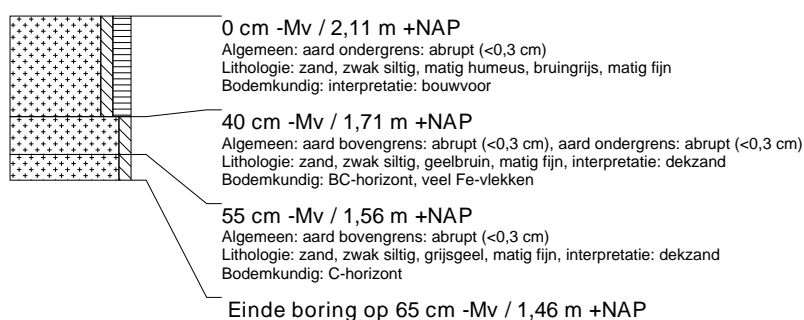 0 cm -Mv / 2,11 m +NAP
Algemeen: aard ondergrens: abrupt (<0,3 cm)
Lithologie: zand, zwak siltig, matig humeus, bruingrijs, matig fijn
Bodemkundig: interpretatie: bouwvoor
40 cm -Mv / 1,71 m +NAP
Algemeen: aard bovengrens: abrupt (<0,3 cm), aard ondergrens: abrupt (<0,3 cm)
Lithologie: zand, zwak siltig, geelbruin, matig fijn, interpretatie: dekzand
Bodemkundig: BC-horizont, veel Fe-vlekken
55 cm -Mv / 1,56 m +NAP
Algemeen: aard bovengrens: abrupt (<0,3 cm)
Lithologie: zand, zwak siltig, grijsgeel, matig fijn, interpretatie: dekzand
Bodemkundig: C-horizont
Einde boring op 65 cm -Mv / 1,46 m +NAP